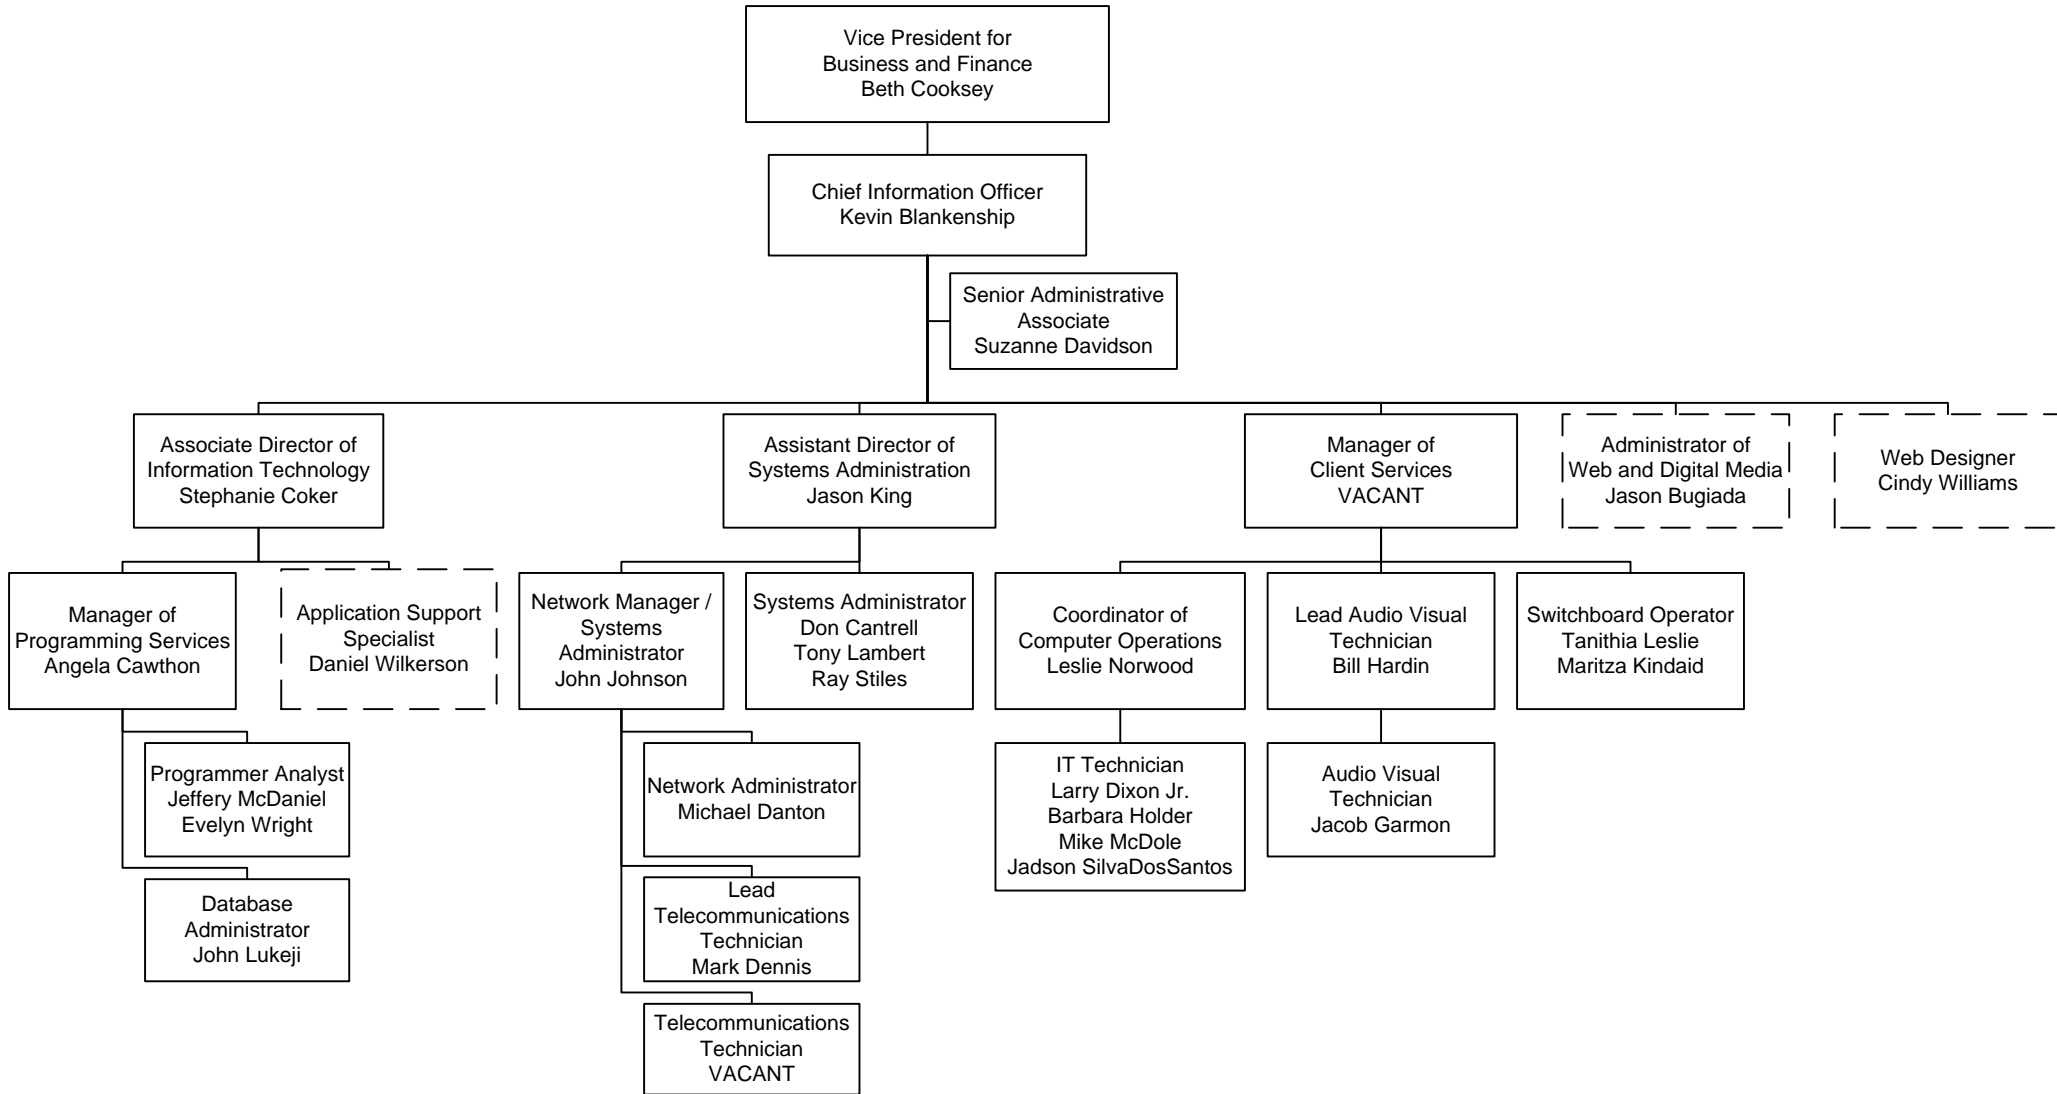 Vice President for
Business and Finance
Beth Cooksey
Chief Information Officer
Kevin Blankenship
Senior Administrative
Associate
Suzanne Davidson
Associate Director of
Information Technology
Stephanie Coker
Assistant Director of
Systems Administration
Jason King
Manager of
Client Services
VACANT
Administrator of
Web and Digital Media
Jason Bugiada
Web Designer
Cindy Williams
Manager of
Programming Services
Angela Cawthon
Application Support
Specialist
Daniel Wilkerson
Network Manager /
Systems
Administrator
John Johnson
Systems Administrator
Don Cantrell
Tony Lambert
Ray Stiles
Coordinator of
Computer Operations
Leslie Norwood
Lead Audio Visual
Technician
Bill Hardin
Switchboard Operator
Tanithia Leslie
Maritza Kindaid
Programmer Analyst
Jeffery McDaniel
Evelyn Wright
Network Administrator
Michael Danton
IT Technician
Larry Dixon Jr.
Barbara Holder
Mike McDole
Jadson SilvaDosSantos
Audio Visual
Technician
Jacob Garmon
Database
Administrator
John Lukeji
Lead
Telecommunications
Technician
Mark Dennis
Telecommunications
Technician
VACANT